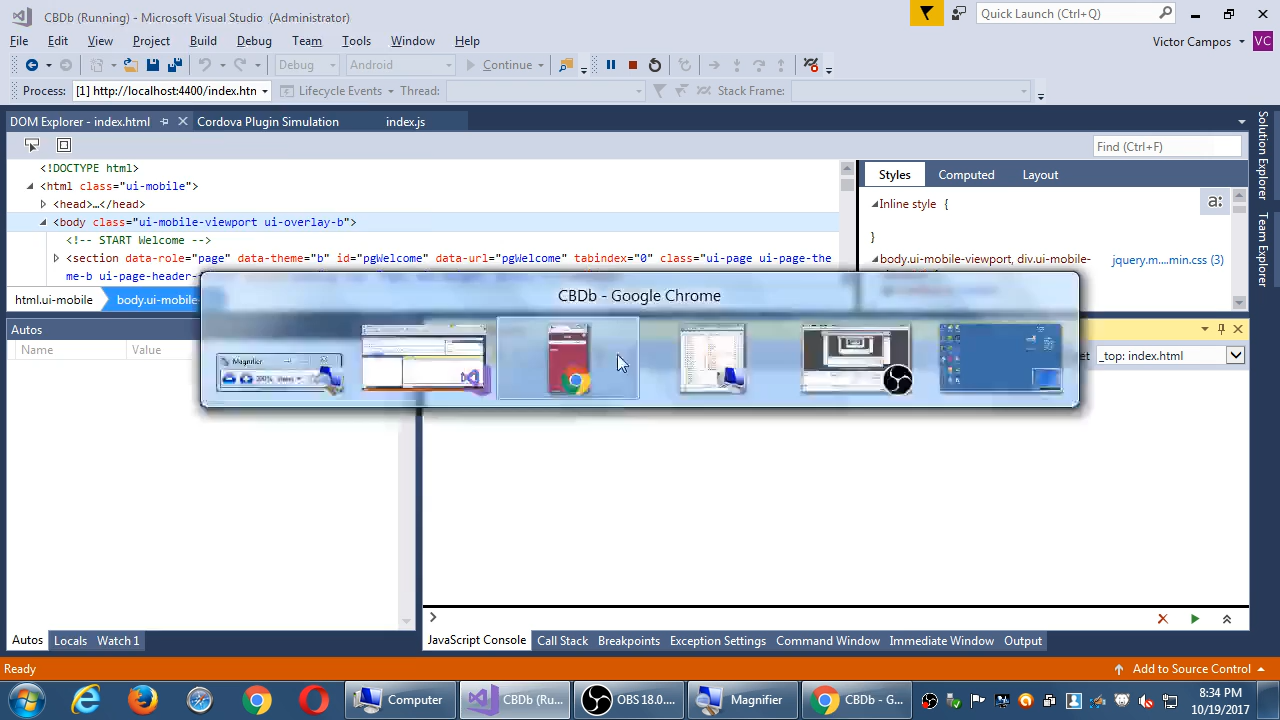 CBDb (Running) - Microsoft Visual Studio (Administrator)
Quick Launch (Ctrl+Q)
File Edit View Project Build Debug Team Tools Window Help
Victor Campos VC
Debug Android Continue
Process: [1] http://localhost:4400/index.htn Lifecycle Events Thread: Stack Frame:
DOM Explorer - index.html Cordova Plugin Simulation index.js
Find (Ctrl+F)
<!DOCTYPE html>
<html class="ui-mobile">
<head>…</head>
<body class="ui-mobile-viewport ui-overlay-b">
<!-- START Welcome -->
<section data-role="page" data-theme="b" id="pgWelcome" data-url="pgWelcome" tabindex="0" class="ui-page ui-page-the
me-b ui-page-header-
html.ui-mobile body.ui-mobile-
Styles Computed Layout
Inline style {
a:
}
body.ui-mobile-viewport, div.ui-mobile- jquery.m....min.css (3)
CBDb - Google Chrome
Magnifier
200%
Autos
Name Value
_top: index.html
Autos Locals Watch 1
JavaScript Console Call Stack Breakpoints Exception Settings Command Window Immediate Window Output
Ready
Add to Source Control
Computer CBDb (Ru... OBS 18.0.... Magnifier CBDb - G...
8:34 PM
10/19/2017